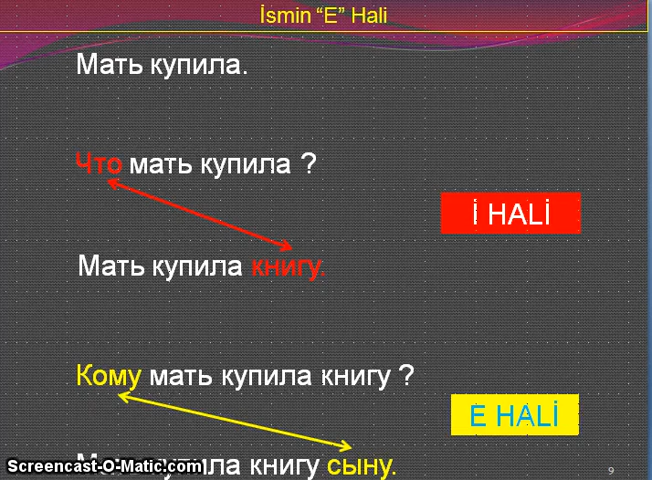 İsmin “E” Hali
Мать купила.
Что мать купила ?
İ HALİ
Мать купила книгу.
Кому мать купила книгу ?
E HALİ
купила книгу сыну.
Screencast-O-Matic.com
9